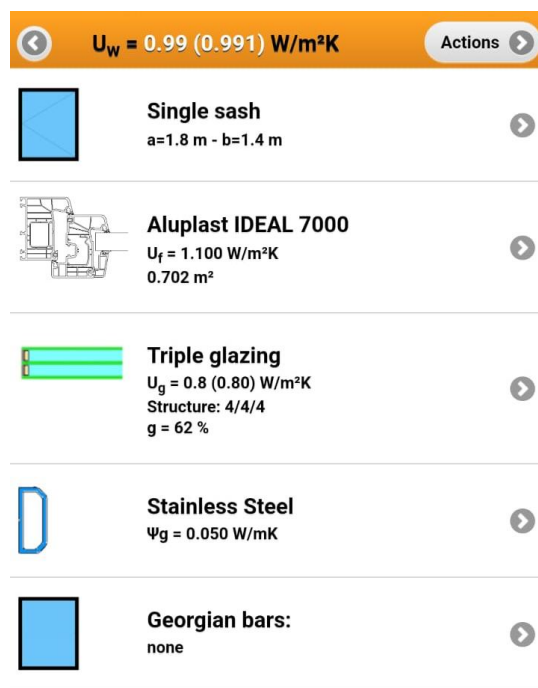 Uw = 0.99 (0.991) W/m²K
Actions
Single sash
a=1.8 m - b=1.4 m
Aluplast IDEAL 7000
Uf = 1.100 W/m²K
0.702 m²
Triple glazing
Ug = 0.8 (0.80) W/m²K
Structure: 4/4/4
g = 62 %
Stainless Steel
Ψg = 0.050 W/mK
Georgian bars:
none